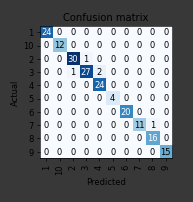 Confusion matrix
1 24 0 0 0 0 0 0 0 0 0
10 0 12 0 0 0 0 0 0 0 0
2 0 0 30 1 0 0 0 0 0 0
3 0 0 1 27 2 0 0 0 0 0
4 0 0 0 0 24 0 0 0 0 0
5 0 0 0 0 0 4 0 0 0 0
6 0 0 0 0 0 0 20 0 0 0
7 0 0 0 0 0 0 0 11 0 0
8 0 0 0 0 0 0 0 0 16 0
9 0 0 0 0 0 0 0 0 0 15
Actual
1 10 2 3 4 5 6 7 8 9
Predicted